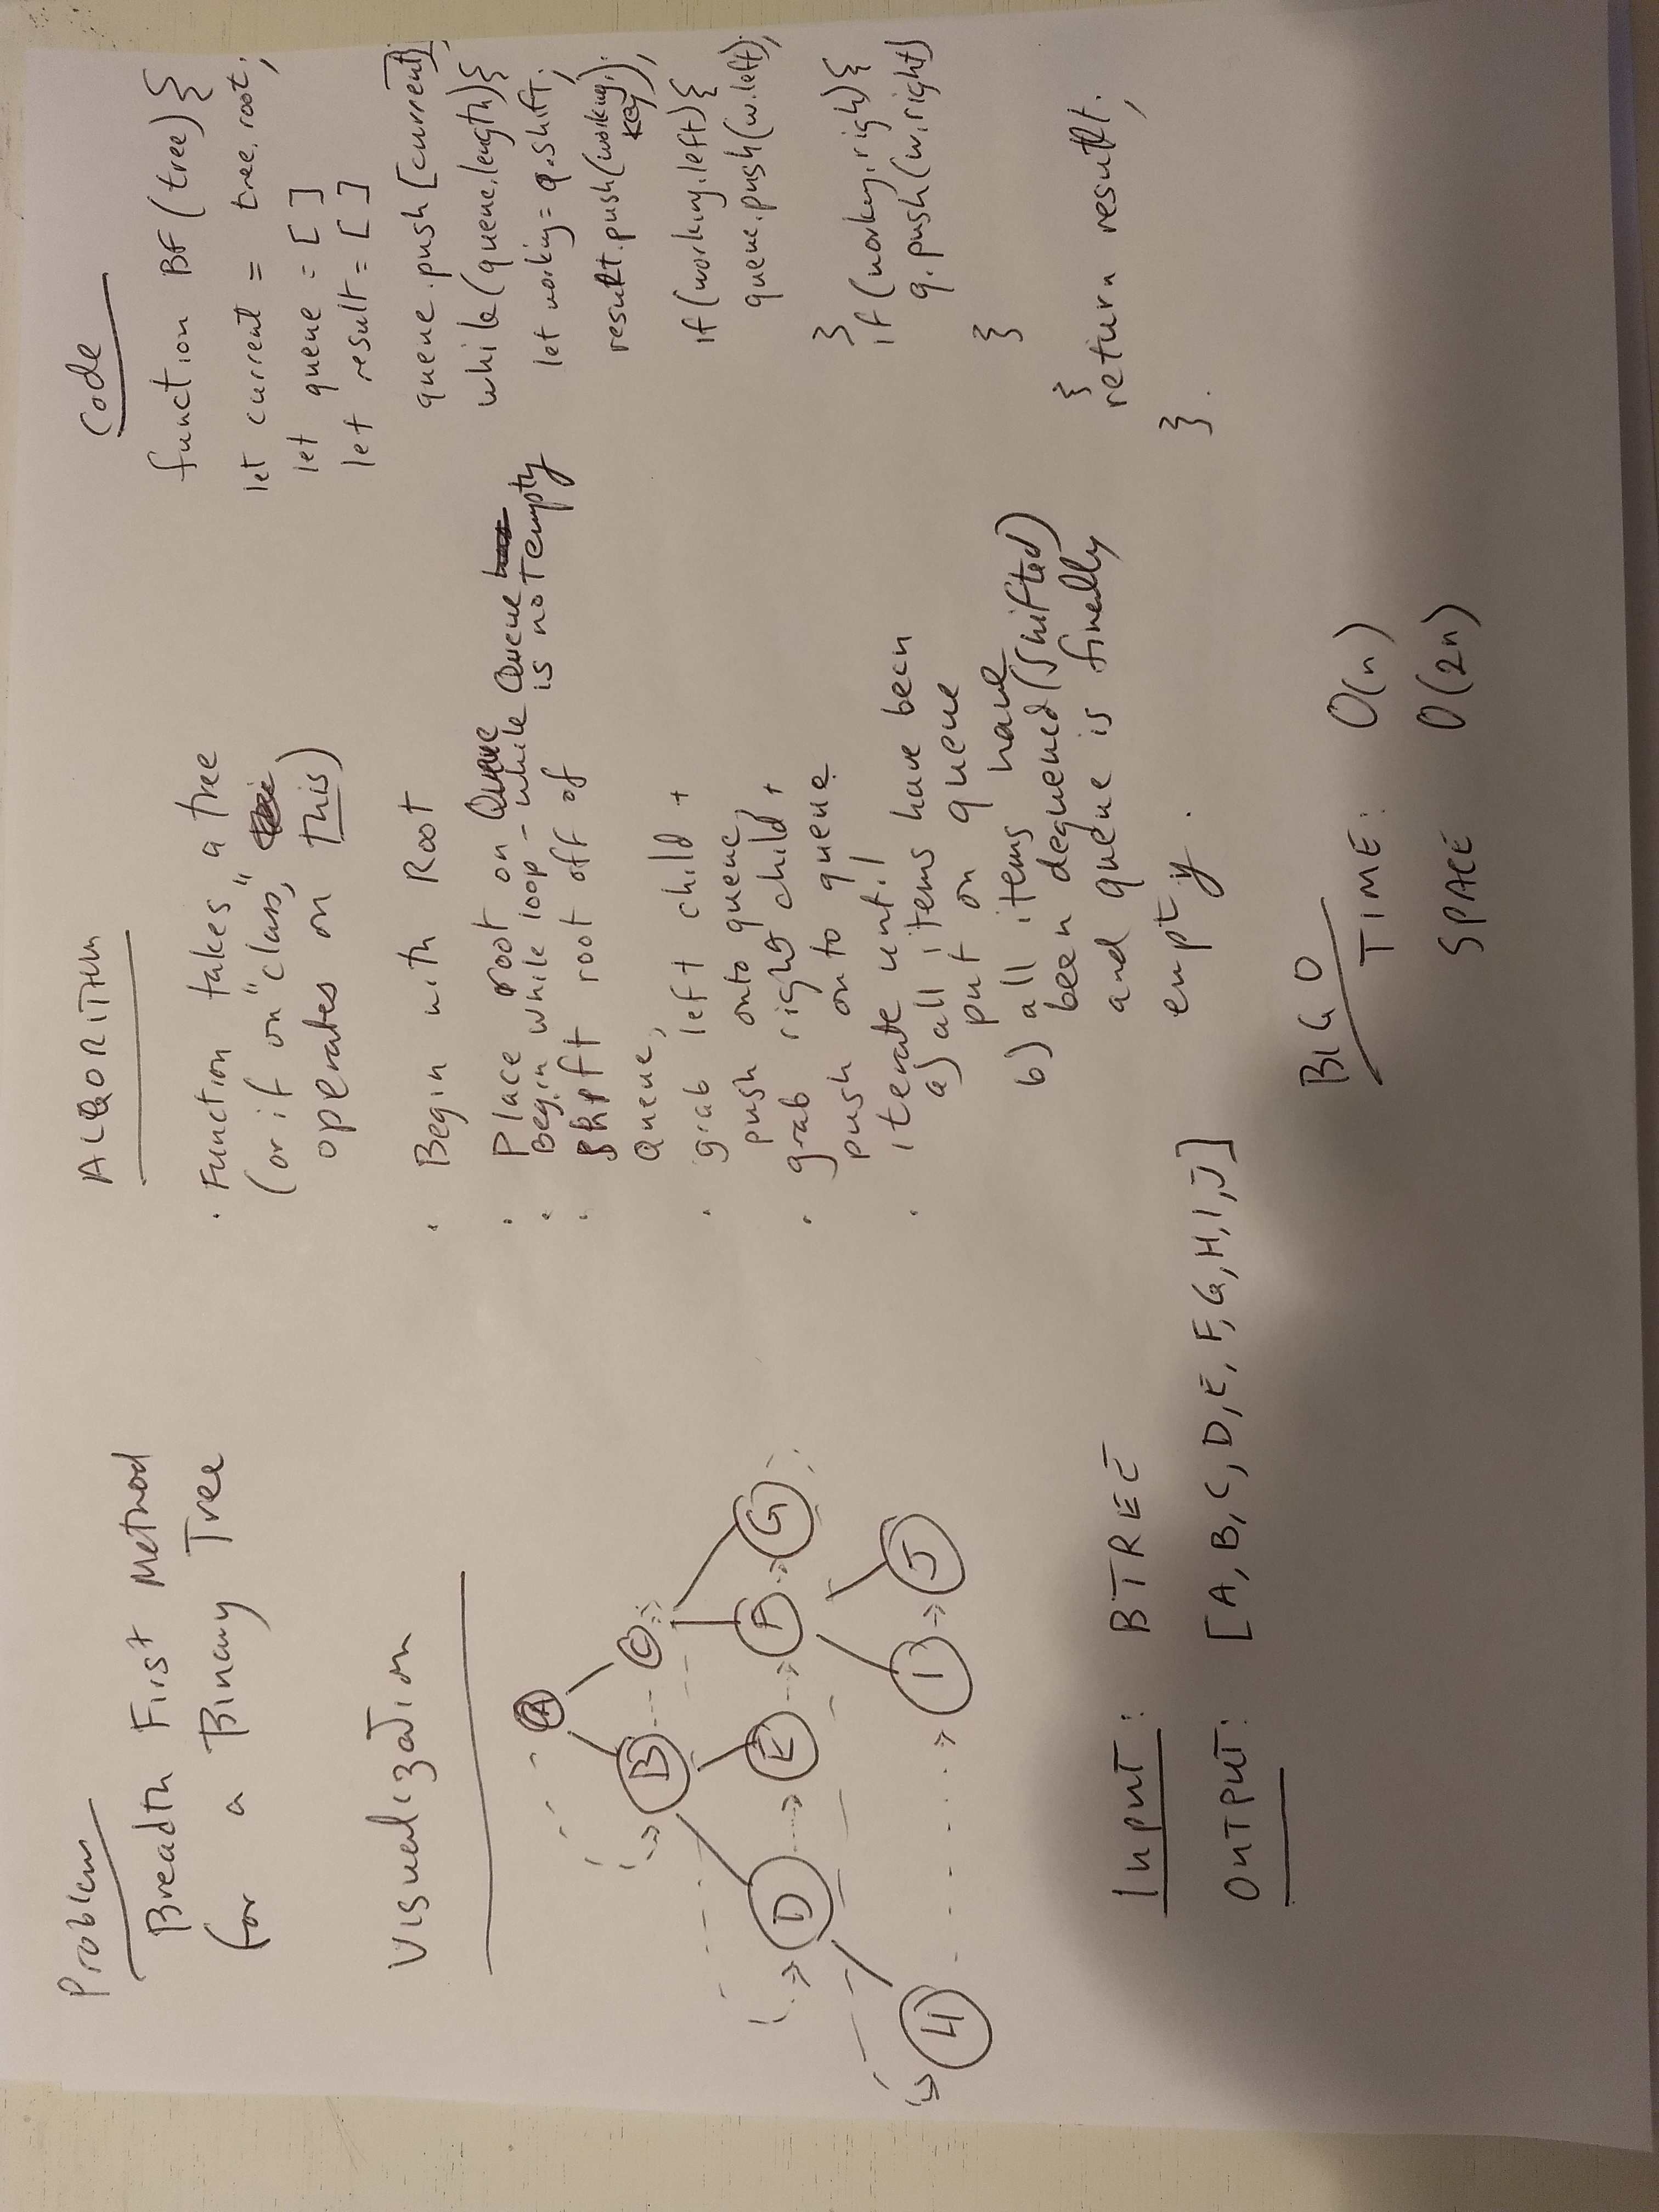 Problem
Breadth First Method
for a Binary Tree
Visualization
A
B C
D E F G
H I J
Input: BTREE
OUTPUT: [A, B, C, D, E, F, G, H, I, J]
ALGORITHM
· Function takes a tree
(or if on "class,"
operates on this)
· Begin with Root
· Place root on Queue
· Begin while loop - while Queue
is not empty
· Shift root off of
Queue,
· grab left child +
push onto queue
· grab right child +
push onto queue
· iterate until
a) all items have been
put on queue
b) all items have
been dequeued (shifted)
and queue is finally
empty.
BIG O
TIME: O(n)
SPACE O(2n)
Code
function BF(tree) {
let current = tree.root;
let queue = [ ]
let result = [ ]
queue.push[current];
while(queue.length) {
let working = q.shift;
result.push(working.
key);
if(working.left) {
queue.push(w.left);
}
if(working.righ) {
q.push(w.right)
}
}
return result;
}.